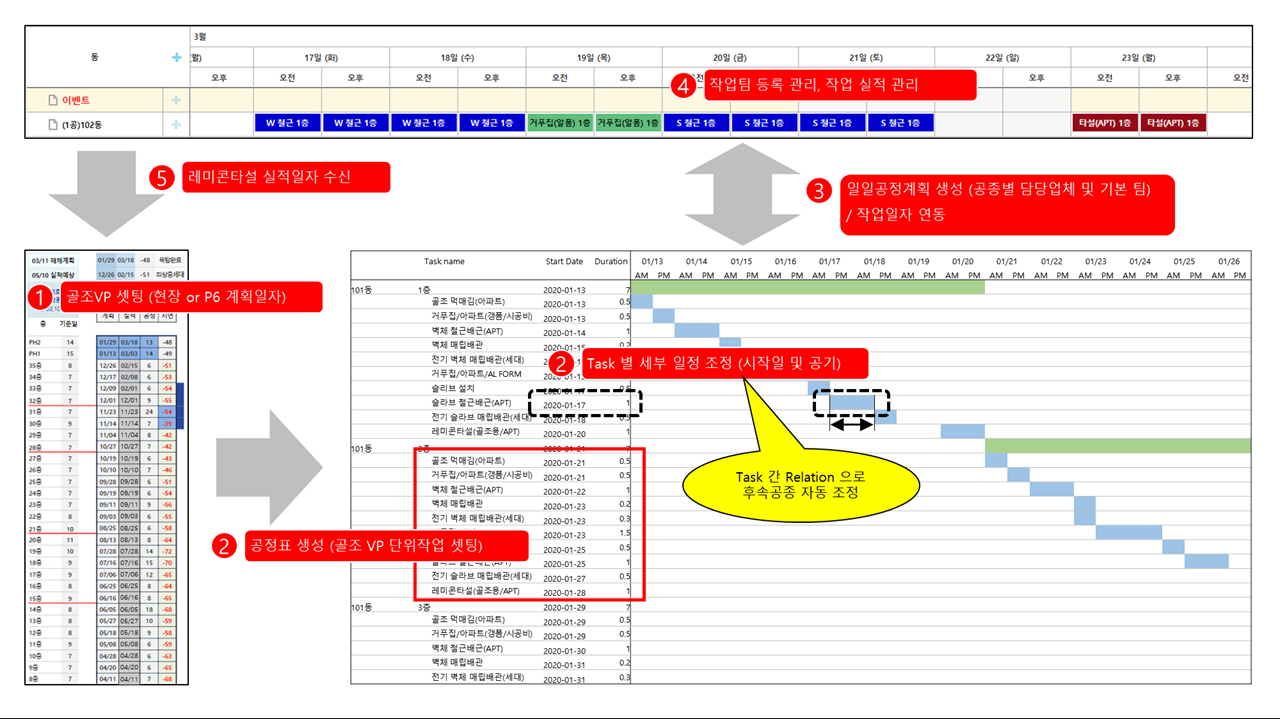 3월
동
월)
17일 (화)
18일 (수)
19일 (목)
20일 (금)
21일 (토)
22일 (일)
23일 (월)
오후 오전 오후 오전 오후 오전 오후 오전 오후 오전 오후 오전
이벤트
(1공)102동
W 철근 1층 W 철근 1층 W 철근 1층 W 철근 1층 거푸집(알폼) 1층 거푸집(알폼) 1층 S 철근 1층 S 철근 1층 S 철근 1층 S 철근 1층 타설(APT) 1층 타설(APT) 1층
4 작업팀 등록 관리, 작업 실적 관리
5 레미콘타설 실적일자 수신
3 일일공정계획 생성 (공종별 담당업체 및 기본 팀)
/ 작업일자 연동
03/11 해체계획 01/29 03/18 -48 옥탑완료
05/10 실적예상 12/26 02/15 -51 최상층세대
1 골조VP 셋팅 (현장 or P6 계획일자)
층 기준일 계획 실적 공정 지연
PH2 14 01/29 03/18 13 -48
PH1 15 01/13 03/03 14 -49
35층 8 12/26 02/15 6 -51
34층 7 12/17 02/08 6 -53
33층 7 12/09 02/01 6 -54
32층 7 12/01 12/01 9 -55
31층 7 11/23 11/23 24 -54
30층 9 11/14 11/14 7 -39
29층 7 11/04 11/04 8 -42
28층 7 10/27 10/27 7 -42
27층 7 10/19 10/19 6 -43
26층 7 10/10 10/10 7 -46
25층 7 09/28 09/28 6 -51
24층 7 09/19 09/19 6 -54
23층 7 09/11 09/11 9 -56
22층 8 09/03 09/03 6 -55
21층 10 08/25 08/25 6 -58
20층 11 08/13 08/13 8 -64
19층 10 07/28 07/28 14 -72
18층 9 07/16 07/16 15 -70
17층 9 07/06 07/06 12 -65
16층 8 06/25 06/25 8 -64
15층 9 06/16 06/16 8 -65
14층 8 06/05 06/05 18 -68
13층 8 05/27 05/27 10 -59
12층 8 05/18 05/18 9 -58
11층 9 05/08 05/08 6 -59
10층 7 04/28 04/28 6 -63
9층 7 04/20 04/20 6 -65
8층 7 04/11 04/11 7 -68
Task name Start Date Duration 01/13 01/14 01/15 01/16 01/17 01/18 01/19 01/20 01/21 01/22 01/23 01/24 01/25 01/26
AM PM AM PM AM PM AM PM AM PM AM PM AM PM AM PM AM PM AM PM AM PM AM PM AM PM AM PM
101동 1층 2020-01-13 7
골조 먹매김(아파트) 2020-01-13 0.5
거푸집/아파트(갱폼/시공비) 2020-01-13 0.5
벽체 철근배근(APT) 2020-01-14 1
벽체 매립배관 2020-01-15 0.2
전기 벽체 매립배관(세대)
거푸집/아파트/AL FORM
슬리브 설치 2020-01-17 0.5
슬라브 철근배근(APT) 2020-01-17 1
전기 슬라브 매립배관(세대) 2020-01-18 0.5
레미콘타설(골조용/APT) 2020-01-20 1
2 Task 별 세부 일정 조정 (시작일 및 공기)
Task 간 Relation 으로
후속공종 자동 조정
101동 2층 2020-01-21 7
골조 먹매김(아파트) 2020-01-21 0.5
거푸집/아파트(갱폼/시공비) 2020-01-21 0.5
벽체 철근배근(APT) 2020-01-22 1
벽체 매립배관 2020-01-23 0.2
전기 벽체 매립배관(세대) 2020-01-23 0.3
2020-01-23 1.5
2020-01-25 0.5
슬라브 철근배근(APT) 2020-01-25 1
전기 슬라브 매립배관(세대) 2020-01-27 0.5
레미콘타설(골조용/APT) 2020-01-28 1
2 공정표 생성 (골조 VP 단위작업 셋팅)
101동 3층 2020-01-29 7
골조 먹매김(아파트) 2020-01-29 0.5
거푸집/아파트(갱폼/시공비) 2020-01-29 0.5
벽체 철근배근(APT) 2020-01-30 1
벽체 매립배관 2020-01-31 0.2
전기 벽체 매립배관(세대) 2020-01-31 0.3